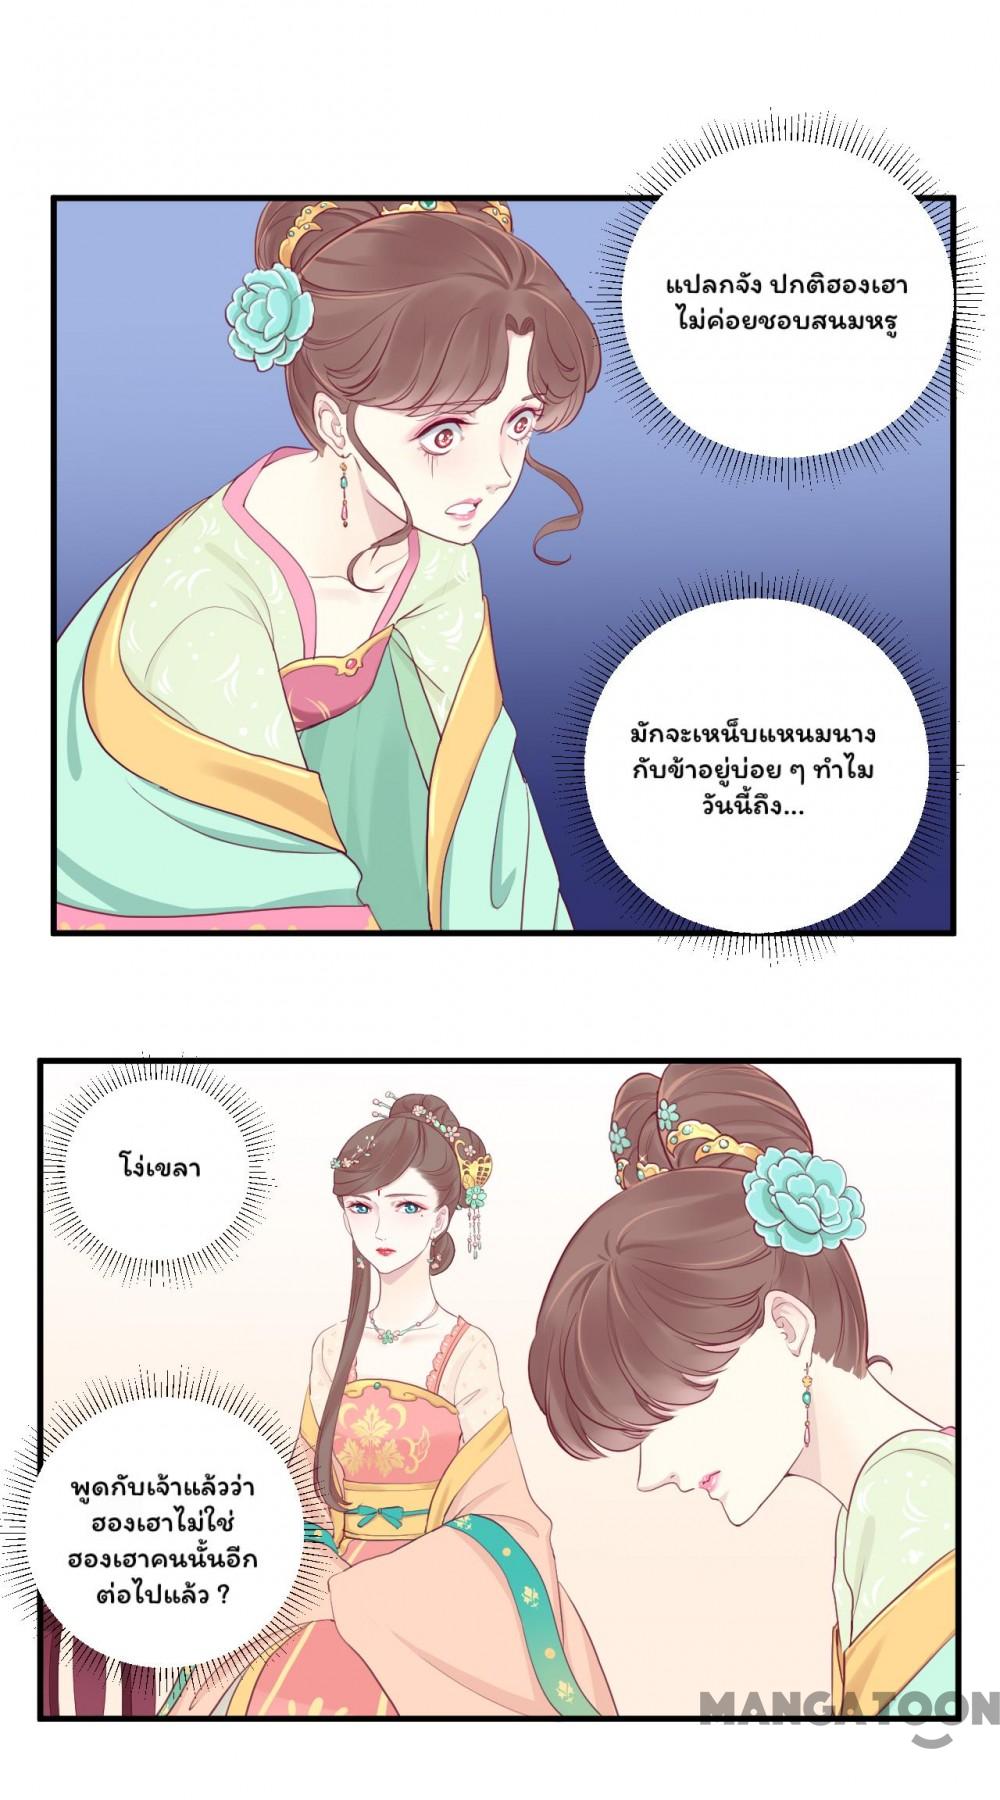 แปลกจัง ปกติฮองเฮา
ไม่ค่อยชอบสนมหรู
มักจะเหน็บแหนมนาง
กับข้าอยู่บ่อย ๆ ทำไม
วันนี้ถึง...
โง่เขลา
พูดกับเจ้าแล้วว่า
ฮองเฮาไม่ใช่
ฮองเฮาคนนั้นอีก
ต่อไปแล้ว ?
MANGATOON